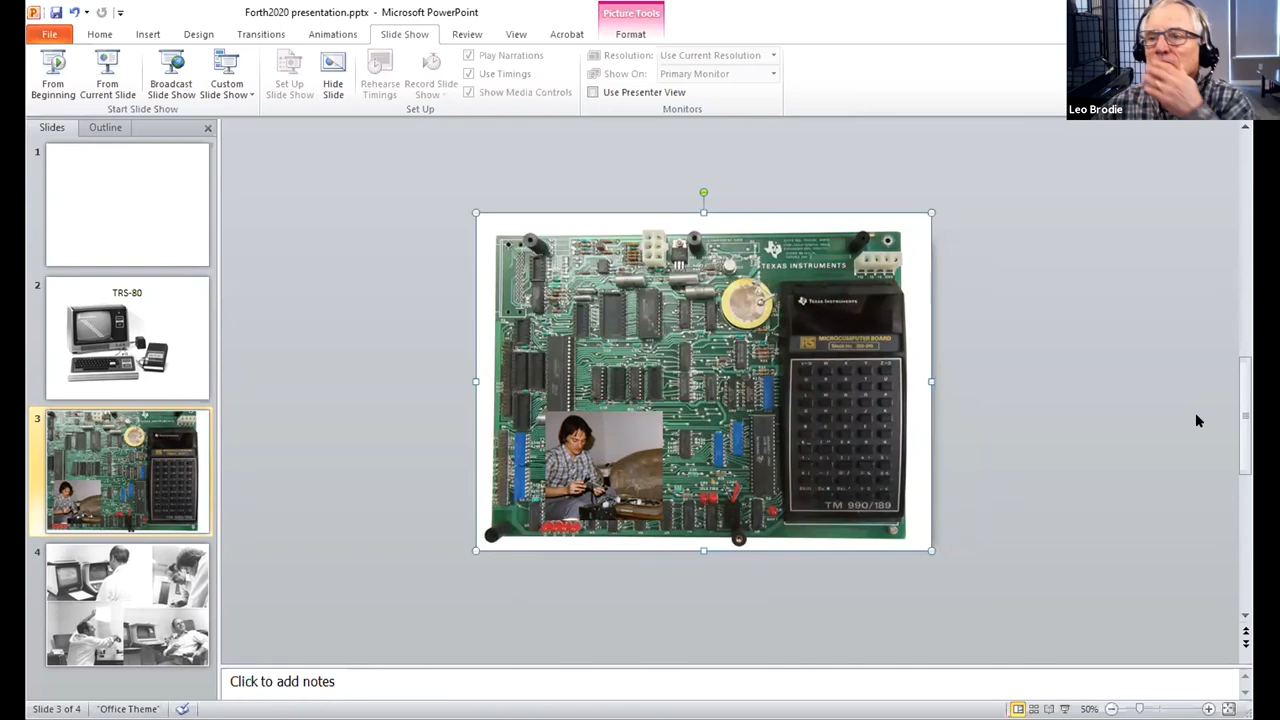 Forth2020 presentation.pptx - Microsoft PowerPoint
Picture Tools
File Home Insert Design Transitions Animations Slide Show Review View Acrobat Format
From Beginning
From Current Slide
Broadcast Slide Show
Custom Slide Show
Start Slide Show
Set Up Slide Show
Hide Slide
Rehearse Timings
Record Slide Show
Play Narrations
Use Timings
Show Media Controls
Set Up
Resolution: Use Current Resolution
Show On: Primary Monitor
Use Presenter View
Monitors
Leo Brodie
Slides Outline
1
2
TRS-80
3
4
TEXAS INSTRUMENTS
TEXAS INSTRUMENTS
MICROCOMPUTER BOARD
TM 990/189
Click to add notes
Slide 3 of 4 "Office Theme" 50%